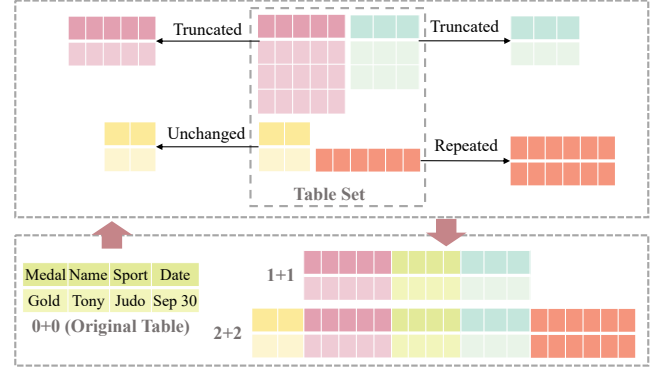 Truncated
Truncated
Unchanged
Repeated
Table Set
Medal Name Sport Date
Gold Tony Judo Sep 30
0+0 (Original Table)
1+1
2+2